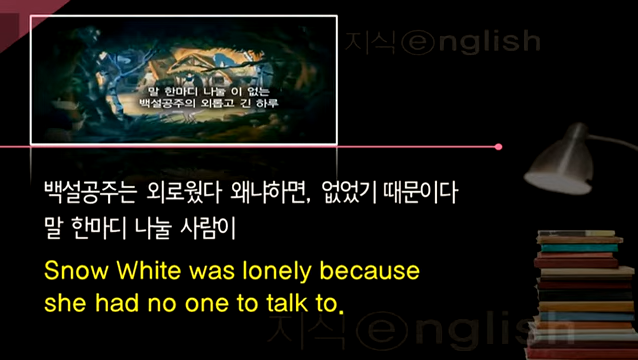 지식ⓔnglish
말 한마디 나눌 이 없는
백설공주의 외롭고 긴 하루
백설공주는 외로웠다 왜냐하면, 없었기 때문이다
말 한마디 나눌 사람이
Snow White was lonely because
she had no one to talk to.
지식ⓔnglish